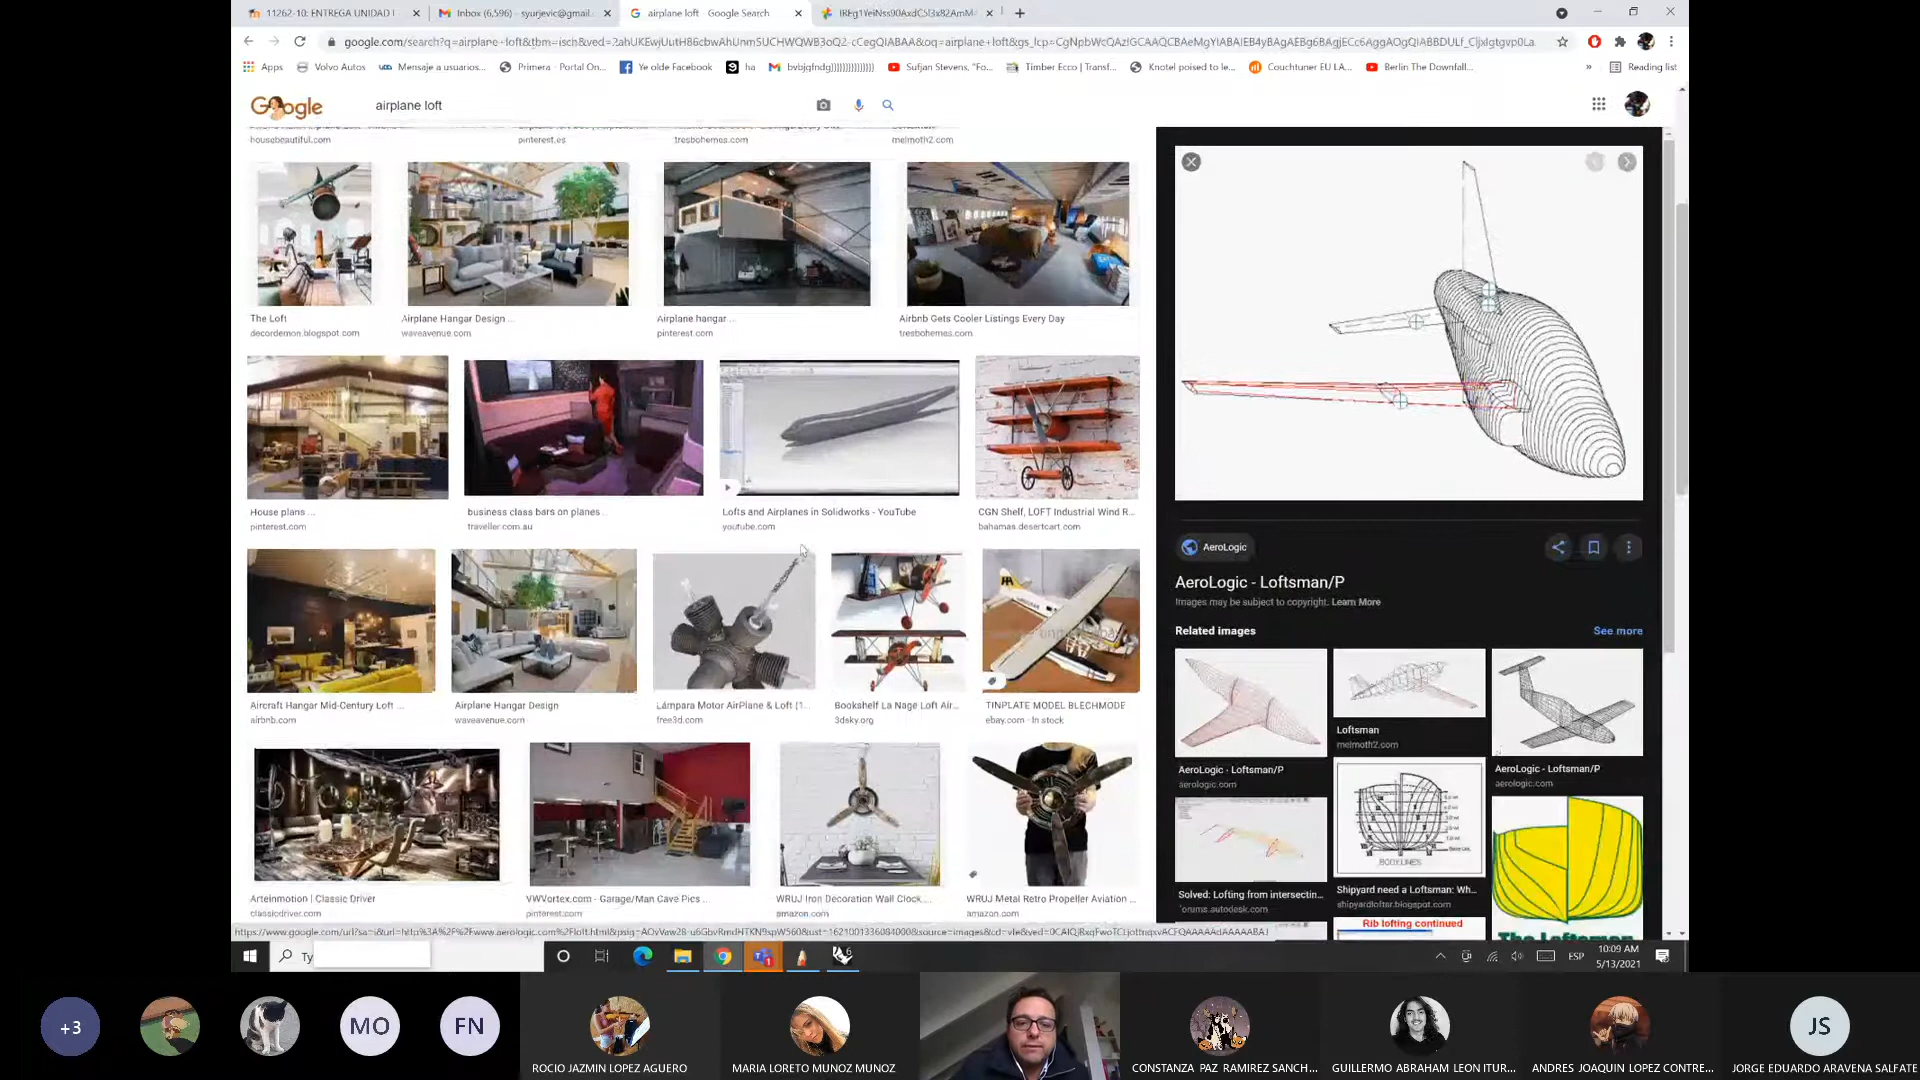 11262-10: ENTREGA UNIDAD I
Inbox (6,596) - syurjevic@gmail.
airplane loft - Google Search
google.com/search?q=airplane+loft&tbm=isch
Apps
Volvo Autos
Mensaje a usuarios...
Primera - Portal On...
Ye olde Facebook
ha
bvbjqfndg))))))))))))))
Sufjan Stevens, "Fo...
Timber Ecco | Transf...
Knotel poised to le...
Couchtuner EU LA...
Berlin The Downfall...
»
Reading list
Google
airplane loft
housebeautiful.com
pinterest.es
tresbohemes.com
melmoth2.com
The Loft
decordemon.blogspot.com
Airplane Hangar Design ...
waveavenue.com
Airplane hangar ...
pinterest.com
Airbnb Gets Cooler Listings Every Day
tresbohemes.com
House plans ...
pinterest.com
business class bars on planes ..
traveller.com.au
Lofts and Airplanes in Solidworks - YouTube
youtube.com
CGN Shelf, LOFT Industrial Wind R...
bahamas.desertcart.com
Aircraft Hangar Mid-Century Loft ...
airbnb.com
Airplane Hangar Design
waveavenue.com
Lámpara Motor AirPlane & Loft (1...
free3d.com
Bookshelf La Nage Loft Air...
3dsky.org
TINPLATE MODEL BLECHMODE
ebay.com - In stock
Arteinmotion | Classic Driver
classicdriver.com
VWVortex.com - Garage/Man Cave Pics ...
pinterest.com
WRUJ Iron Decoration Wall Clock...
amazon.com
WRUJ Metal Retro Propeller Aviation ...
amazon.com
AeroLogic
AeroLogic - Loftsman/P
Images may be subject to copyright. Learn More
Related images
See more
AeroLogic - Loftsman/P
aerologic.com
Loftsman
melmoth2.com
AeroLogic - Loftsman/P
aerologic.com
BODY LINES
Solved: Lofting from intersectin...
forums.autodesk.com
Shipyard need a Loftsman: Wh...
shipyardloftsr.blogspot.com
Rib lofting continued
The Loftsman
Ty
ESP
10:09 AM
5/13/2021
+3
MO
FN
ROCIO JAZMIN LOPEZ AGUERO
MARIA LORETO MUNOZ MUNOZ
CONSTANZA PAZ RAMIREZ SANCH...
GUILLERMO ABRAHAM LEON ITUR...
ANDRES JOAQUIN LOPEZ CONTRE...
JS
JORGE EDUARDO ARAVENA SALFATE